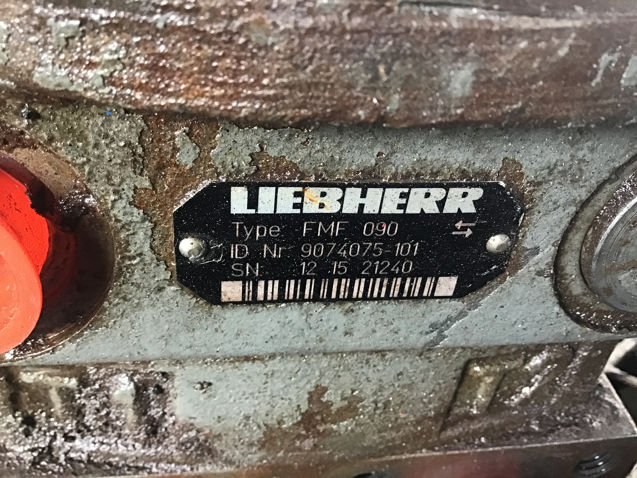 LIEBHERR
Type FMF 090
ID Nr 9074075-101
SN. 12 15 21240